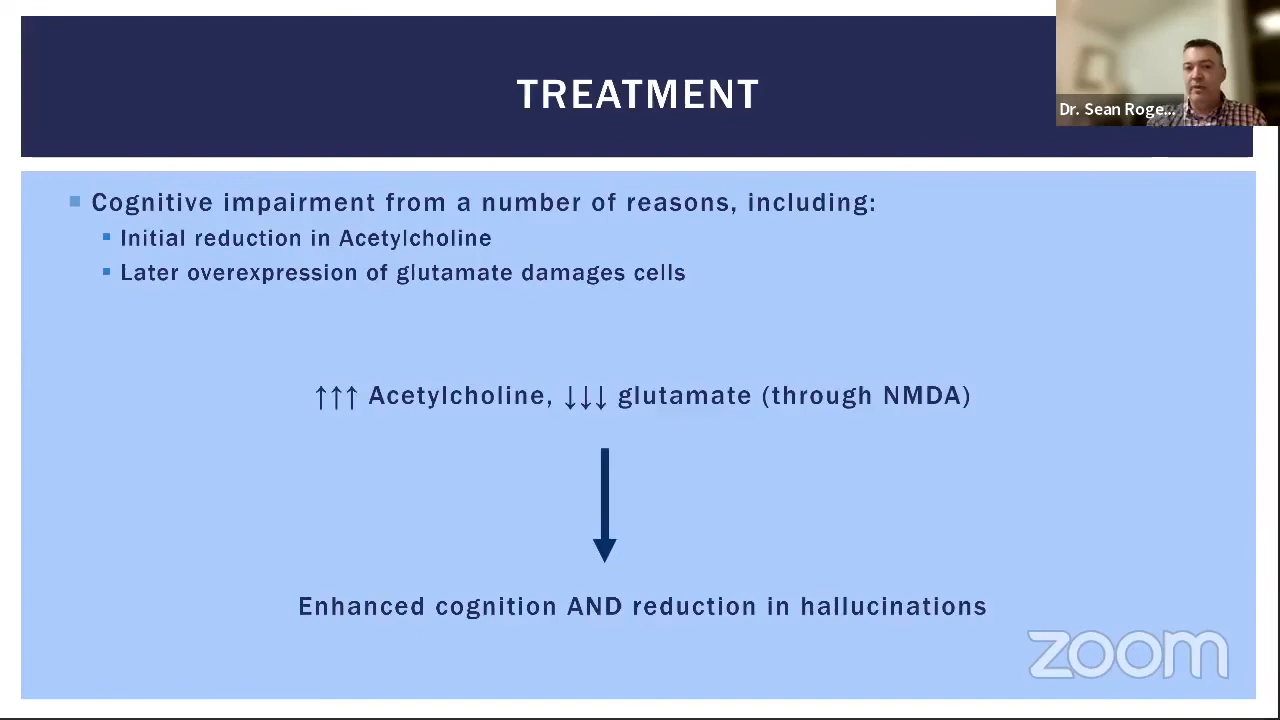 TREATMENT
Dr. Sean Roge...
Cognitive impairment from a number of reasons, including:
Initial reduction in Acetylcholine
Later overexpression of glutamate damages cells
↑↑↑ Acetylcholine, ↓↓↓ glutamate (through NMDA)
Enhanced cognition AND reduction in hallucinations
zoom